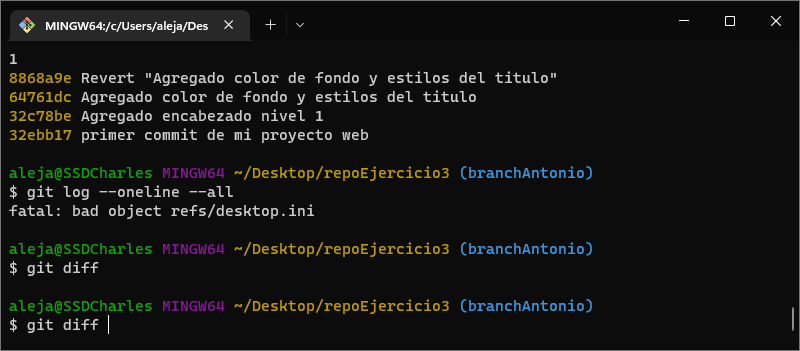 MINGW64:/c/Users/aleja/Des
1
8868a9e Revert "Agregado color de fondo y estilos del titulo"
64761dc Agregado color de fondo y estilos del titulo
32c78be Agregado encabezado nivel 1
32ebb17 primer commit de mi proyecto web
aleja@SSDCharles MINGW64 ~/Desktop/repoEjercicio3 (branchAntonio)
$ git log --oneline --all
fatal: bad object refs/desktop.ini
aleja@SSDCharles MINGW64 ~/Desktop/repoEjercicio3 (branchAntonio)
$ git diff
aleja@SSDCharles MINGW64 ~/Desktop/repoEjercicio3 (branchAntonio)
$ git diff